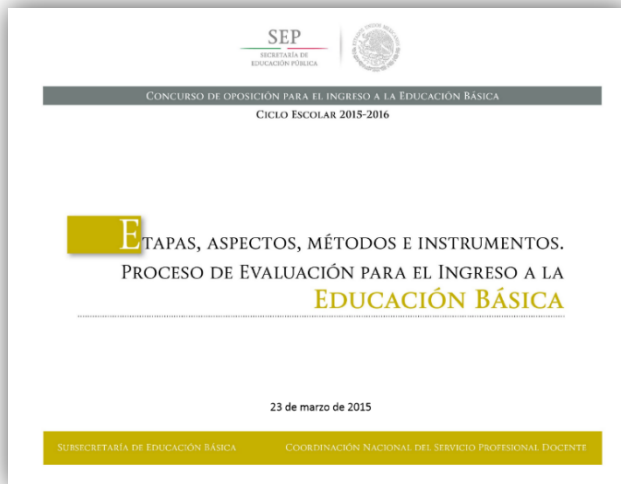 SEP
SECRETARÍA DE
EDUCACIÓN PÚBLICA
CONCURSO DE OPOSICIÓN PARA EL INGRESO A LA EDUCACIÓN BÁSICA
CICLO ESCOLAR 2015-2016
ETAPAS, ASPECTOS, MÉTODOS E INSTRUMENTOS.
PROCESO DE EVALUACIÓN PARA EL INGRESO A LA
EDUCACIÓN BÁSICA
23 de marzo de 2015
SUBSECRETARÍA DE EDUCACIÓN BÁSICA COORDINACIÓN NACIONAL DEL SERVICIO PROFESIONAL DOCENTE